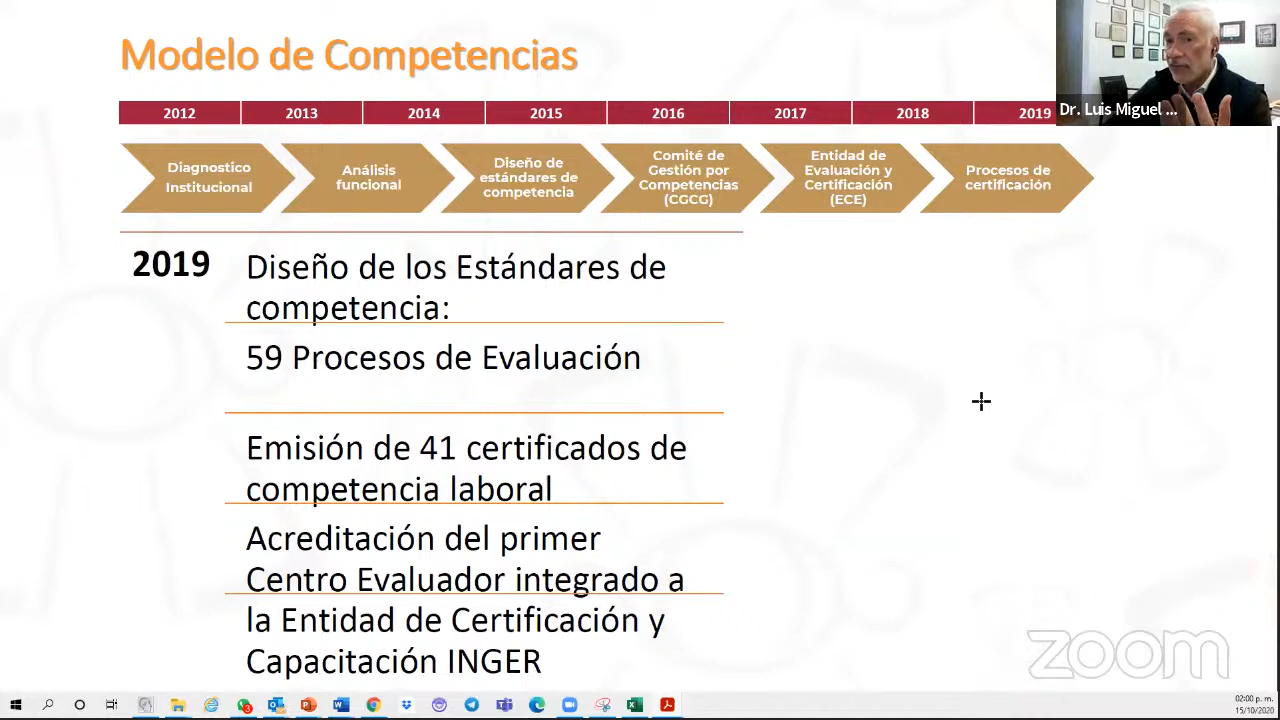 Modelo de Competencias
2012 2013 2014 2015 2016 2017 2018 2019
Dr. Luis Miguel ...
Diagnostico
Institucional
Análisis
funcional
Diseño de
estándares de
competencia
Comité de
Gestión por
Competencias
(CGCG)
Entidad de
Evaluación y
Certificación
(ECE)
Procesos de
certificación
2019
Diseño de los Estándares de
competencia:
59 Procesos de Evaluación
Emisión de 41 certificados de
competencia laboral
Acreditación del primer
Centro Evaluador integrado a
la Entidad de Certificación y
Capacitación INGER
zoom
02:00 p. m.
15/10/2020